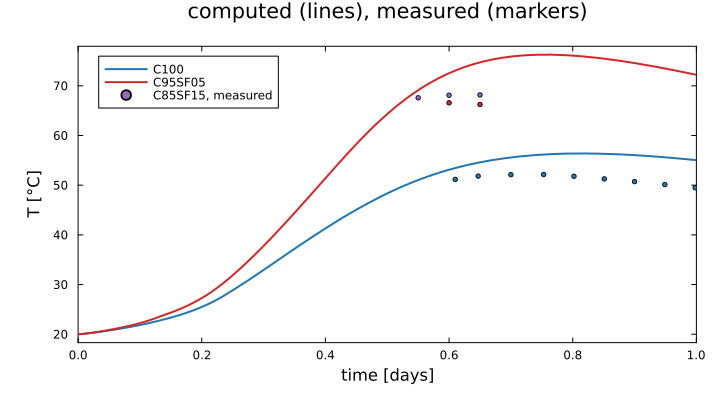 computed (lines), measured (markers)
C100
C95SF05
C85SF15, measured
T [°C]
70
60
50
40
30
20
0.0 0.2 0.4 0.6 0.8 1.0
time [days]